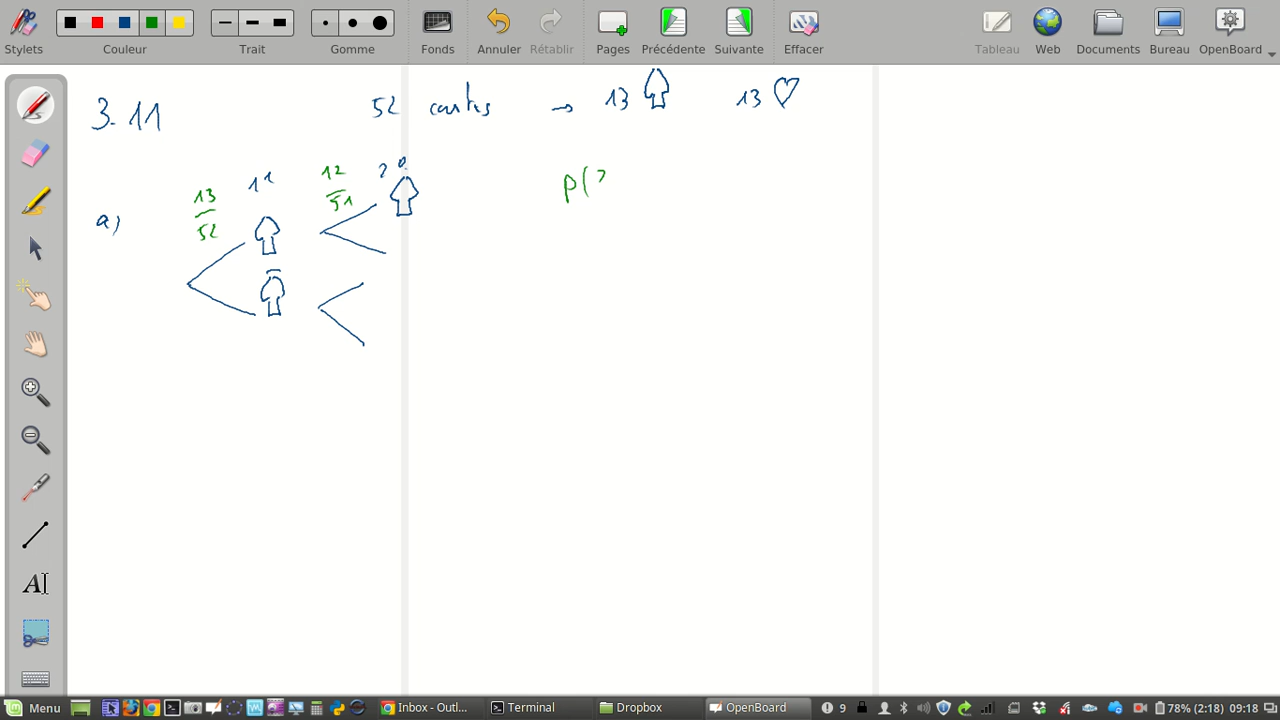 Stylets
Couleur
Trait
Gomme
Fonds
Annuler
Rétablir
Pages
Précédente
Suivante
Effacer
Tableau
Web
Documents
Bureau
OpenBoard
3.11
52 cartes → 13 13 ♡
a)
13/52
12/51
p(2
A
Menu
Inbox - Outl...
Terminal
Dropbox
OpenBoard
9
78% (2:18)
09:18